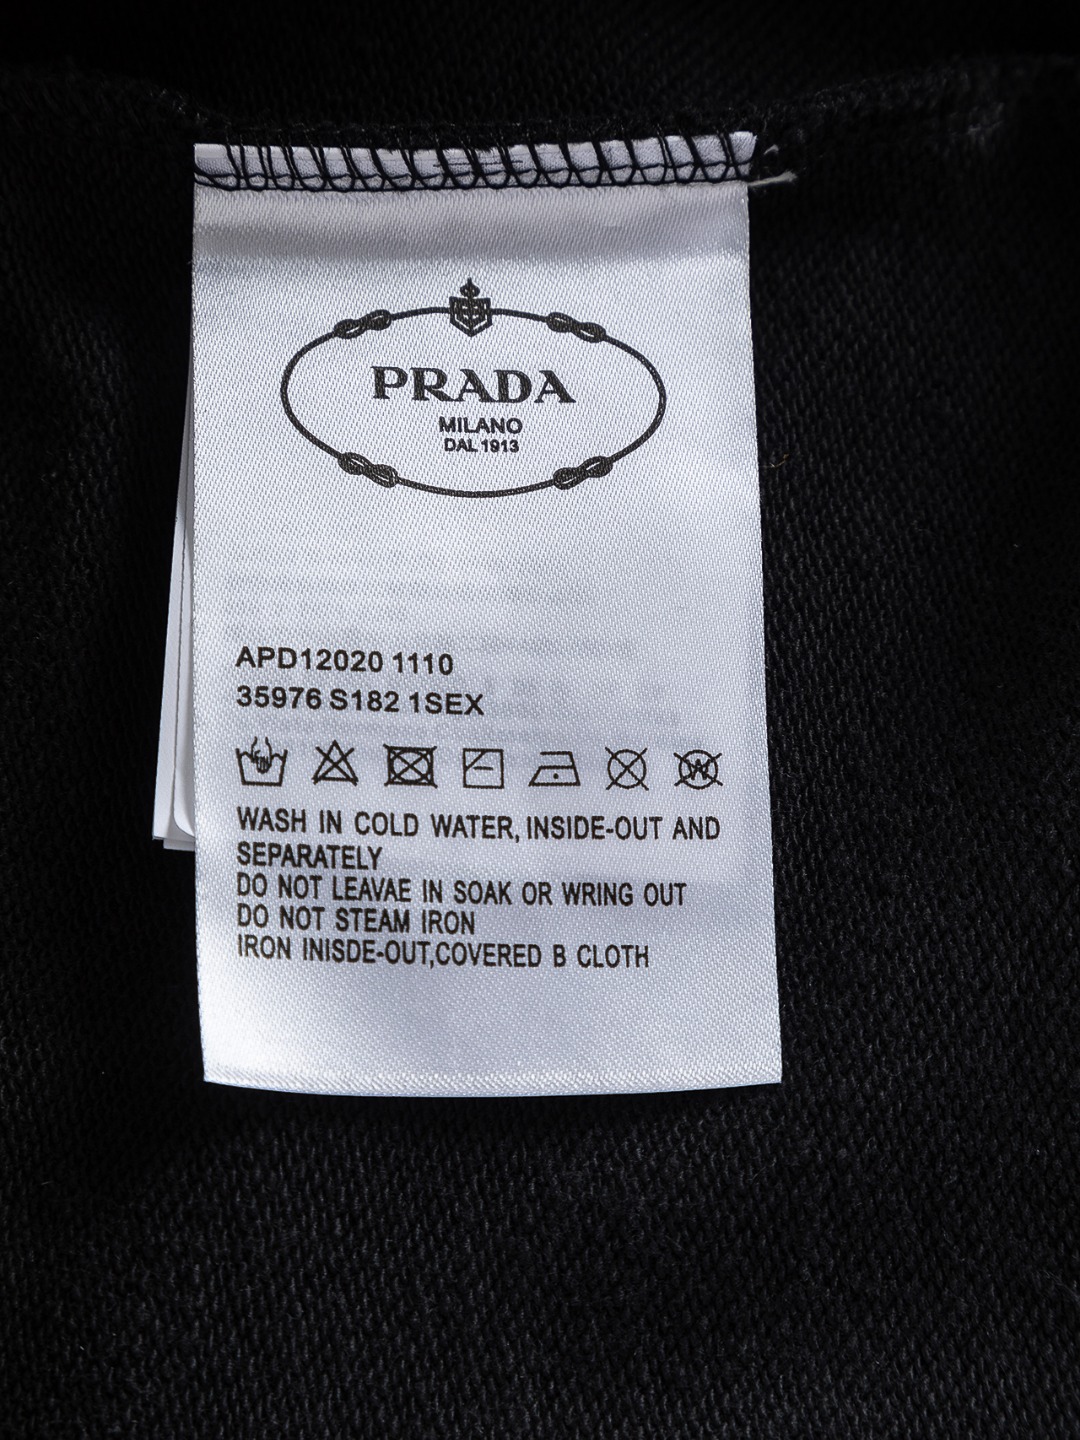 PRADA
MILANO
DAL 1913
APD12020 1110
35976 S182 1SEX
WASH IN COLD WATER, INSIDE-OUT AND
SEPARATELY
DO NOT LEAVAE IN SOAK OR WRING OUT
DO NOT STEAM IRON
IRON INISDE-OUT,COVERED B CLOTH